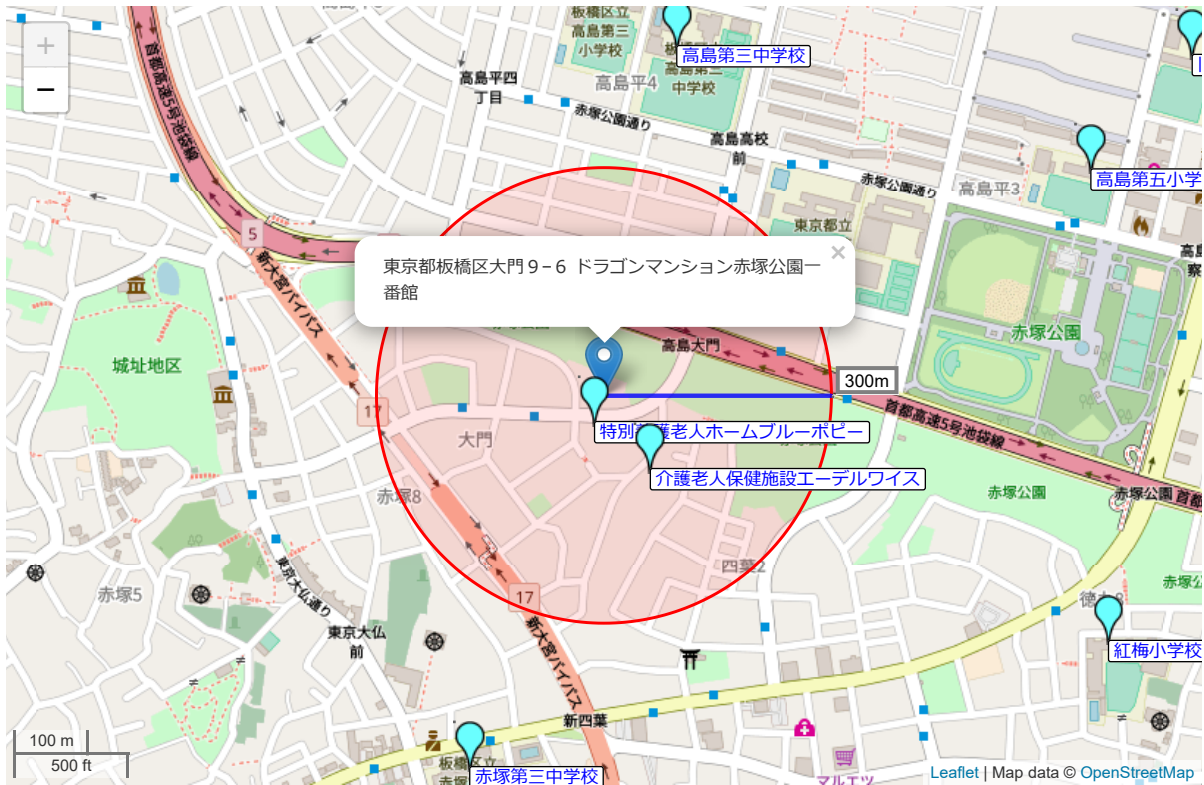 板橋区立
高島第三
小学校
高島第三中学校
高島第三
中学校
高島平4
高島平四
丁目
赤塚公園通り
高島高校
前
赤塚公園通り
高島平3
高島第五小学
東京都立
首都高速5号池袋線
5
新大宮バイパス
東京都板橋区大門９−６ ドラゴンマンション赤塚公園一
番館
×
+
−
城址地区
高島大門
赤塚公園
300m
首都高速5号池袋線
17
大門
特別養護老人ホームブルーポピー
介護老人保健施設エーデルワイス
赤塚8
赤塚公園
赤塚公園
四葉2
17
赤塚5
東京大仏通り
東京大仏
前
新大宮バイパス
紅梅小学校
新四葉
板橋区立
赤塚第三中学校
マルエツ
100 m
500 ft
Leaflet | Map data © OpenStreetMap